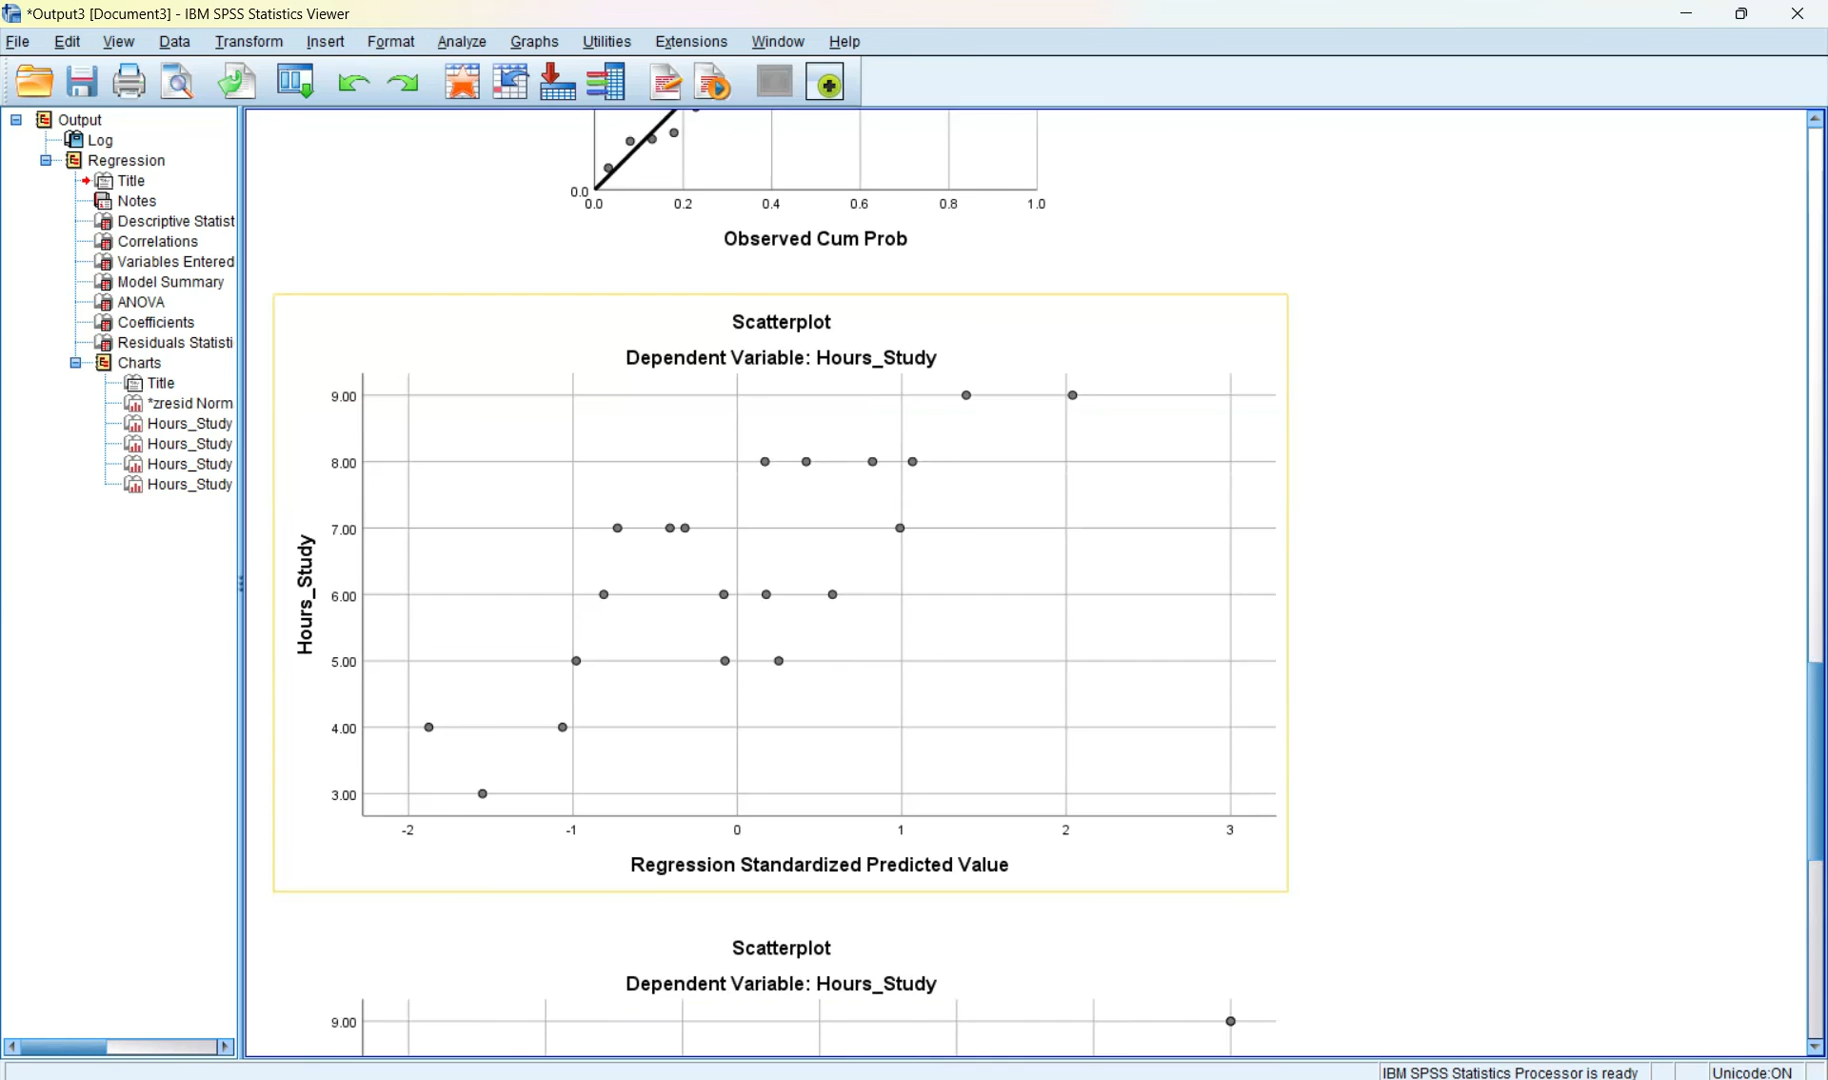 *Output3 [Document3] - IBM SPSS Statistics Viewer
File Edit View Data Transform Insert Format Analyze Graphs Utilities Extensions Window Help
Output
Log
Regression
Title
Notes
Descriptive Statist
Correlations
Variables Entered
Model Summary
ANOVA
Coefficients
Residuals Statisti
Charts
Title
*zresid Norm
Hours_Study
Hours_Study
Hours_Study
Hours_Study
0.0
0.0 0.2 0.4 0.6 0.8 1.0
Observed Cum Prob
Scatterplot
Dependent Variable: Hours_Study
9.00
8.00
7.00
6.00
5.00
4.00
3.00
Hours_Study
-2 -1 0 1 2 3
Regression Standardized Predicted Value
Scatterplot
Dependent Variable: Hours_Study
9.00
IBM SPSS Statistics Processor is ready Unicode:ON